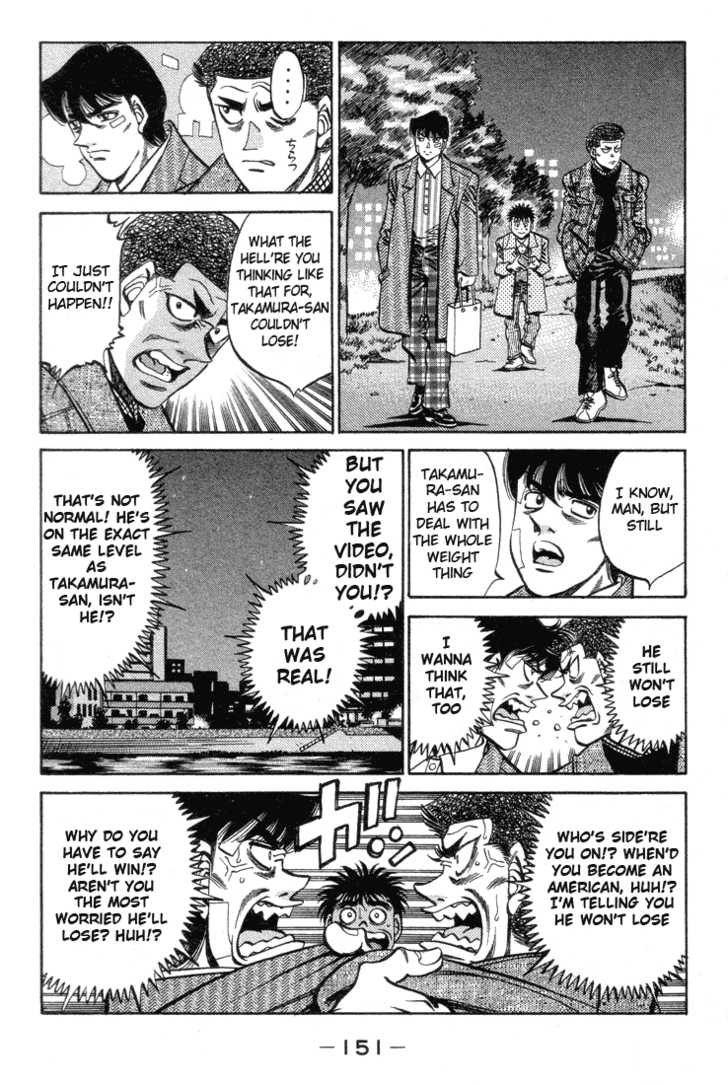 ....
ちらっ
WHAT THE
HELL'RE YOU
THINKING LIKE
THAT FOR,
TAKAMURA-SAN
COULDN'T
LOSE!
IT JUST
COULDN'T
HAPPEN!!
I KNOW,
MAN, BUT
STILL
TAKAMU-
RA-SAN
HAS TO
DEAL WITH
THE WHOLE
WEIGHT
THING
HE
STILL
WON'T
LOSE
I
WANNA
THINK
THAT,
TOO
BUT
YOU
SAW
THE
VIDEO,
DIDN'T
YOU!?
THAT
WAS
REAL!
THAT'S NOT
NORMAL! HE'S
ON THE EXACT
SAME LEVEL
AS
TAKAMURA-
SAN, ISN'T
HE!?
WHO'S SIDE'RE
YOU ON!? WHEN'D
YOU BECOME AN
AMERICAN, HUH!?
I'M TELLING YOU
HE WON'T LOSE
ガン!!
WHY DO YOU
HAVE TO SAY
HE'LL WIN!?
AREN'T YOU
THE MOST
WORRIED HE'LL
LOSE? HUH!?
—151—